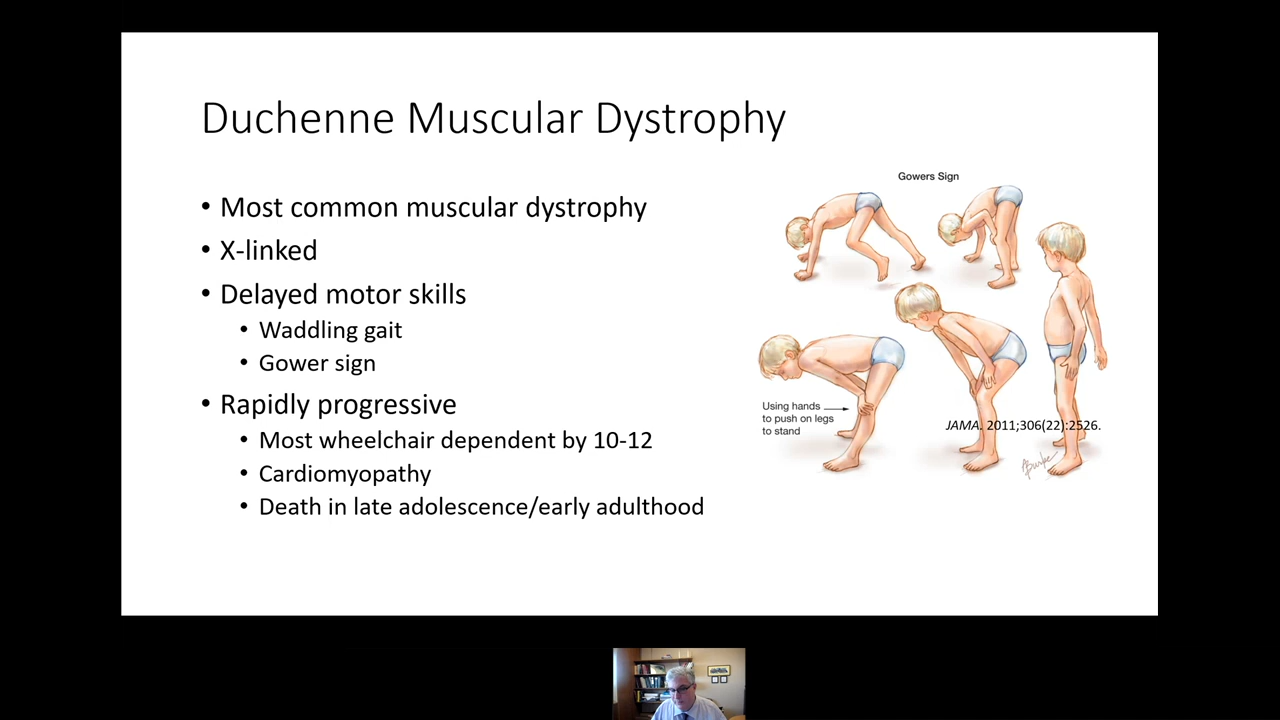 Duchenne Muscular Dystrophy
• Most common muscular dystrophy
• X-linked
• Delayed motor skills
• Waddling gait
• Gower sign
• Rapidly progressive
• Most wheelchair dependent by 10-12
• Cardiomyopathy
• Death in late adolescence/early adulthood
Gowers Sign
Using hands
to push on legs
to stand
JAMA. 2011;306(22):2526.